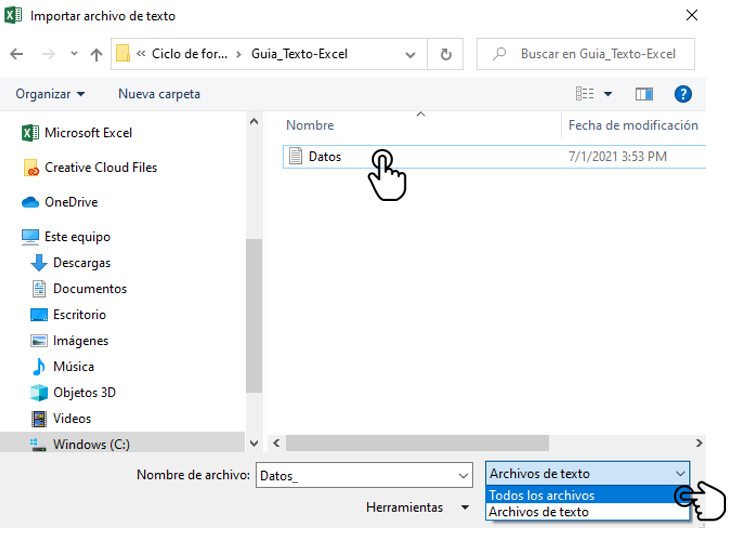 Importar archivo de texto
« Ciclo de for... > Guia_Texto-Excel
Buscar en Guia_Texto-Excel
Organizar
Nueva carpeta
Microsoft Excel
Creative Cloud Files
OneDrive
Este equipo
Descargas
Documentos
Escritorio
Imágenes
Música
Objetos 3D
Videos
Windows (C:)
Nombre
Fecha de modificación
Datos
7/1/2021 3:53 PM
Nombre de archivo:
Datos_
Archivos de texto
Todos los archivos
Archivos de texto
Herramientas